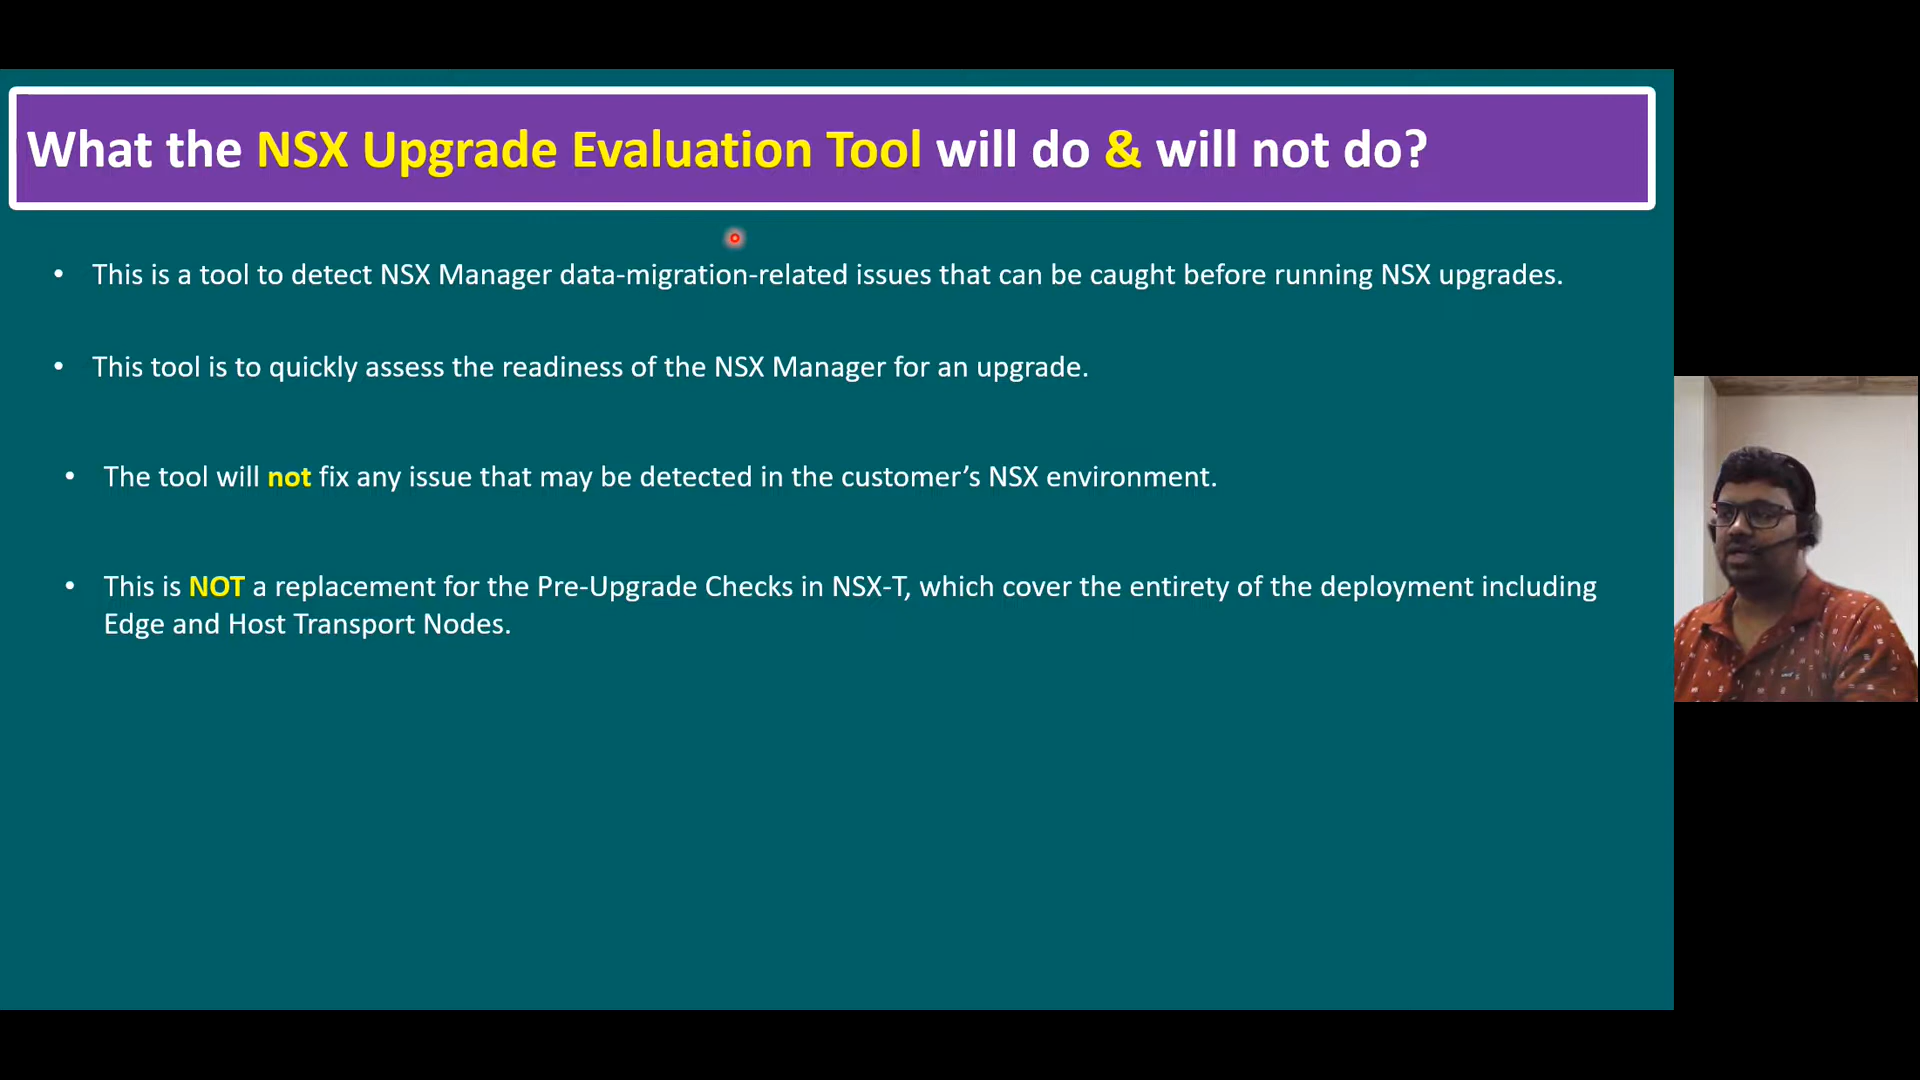 What the NSX Upgrade Evaluation Tool will do & will not do?
• This is a tool to detect NSX Manager data-migration-related issues that can be caught before running NSX upgrades.
• This tool is to quickly assess the readiness of the NSX Manager for an upgrade.
• The tool will not fix any issue that may be detected in the customer’s NSX environment.
• This is NOT a replacement for the Pre-Upgrade Checks in NSX-T, which cover the entirety of the deployment including
Edge and Host Transport Nodes.